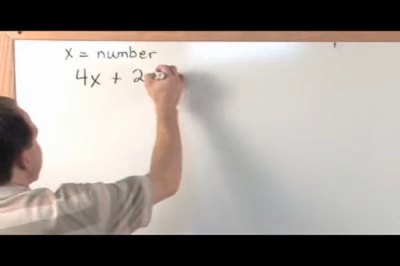 x = number
4x + 2